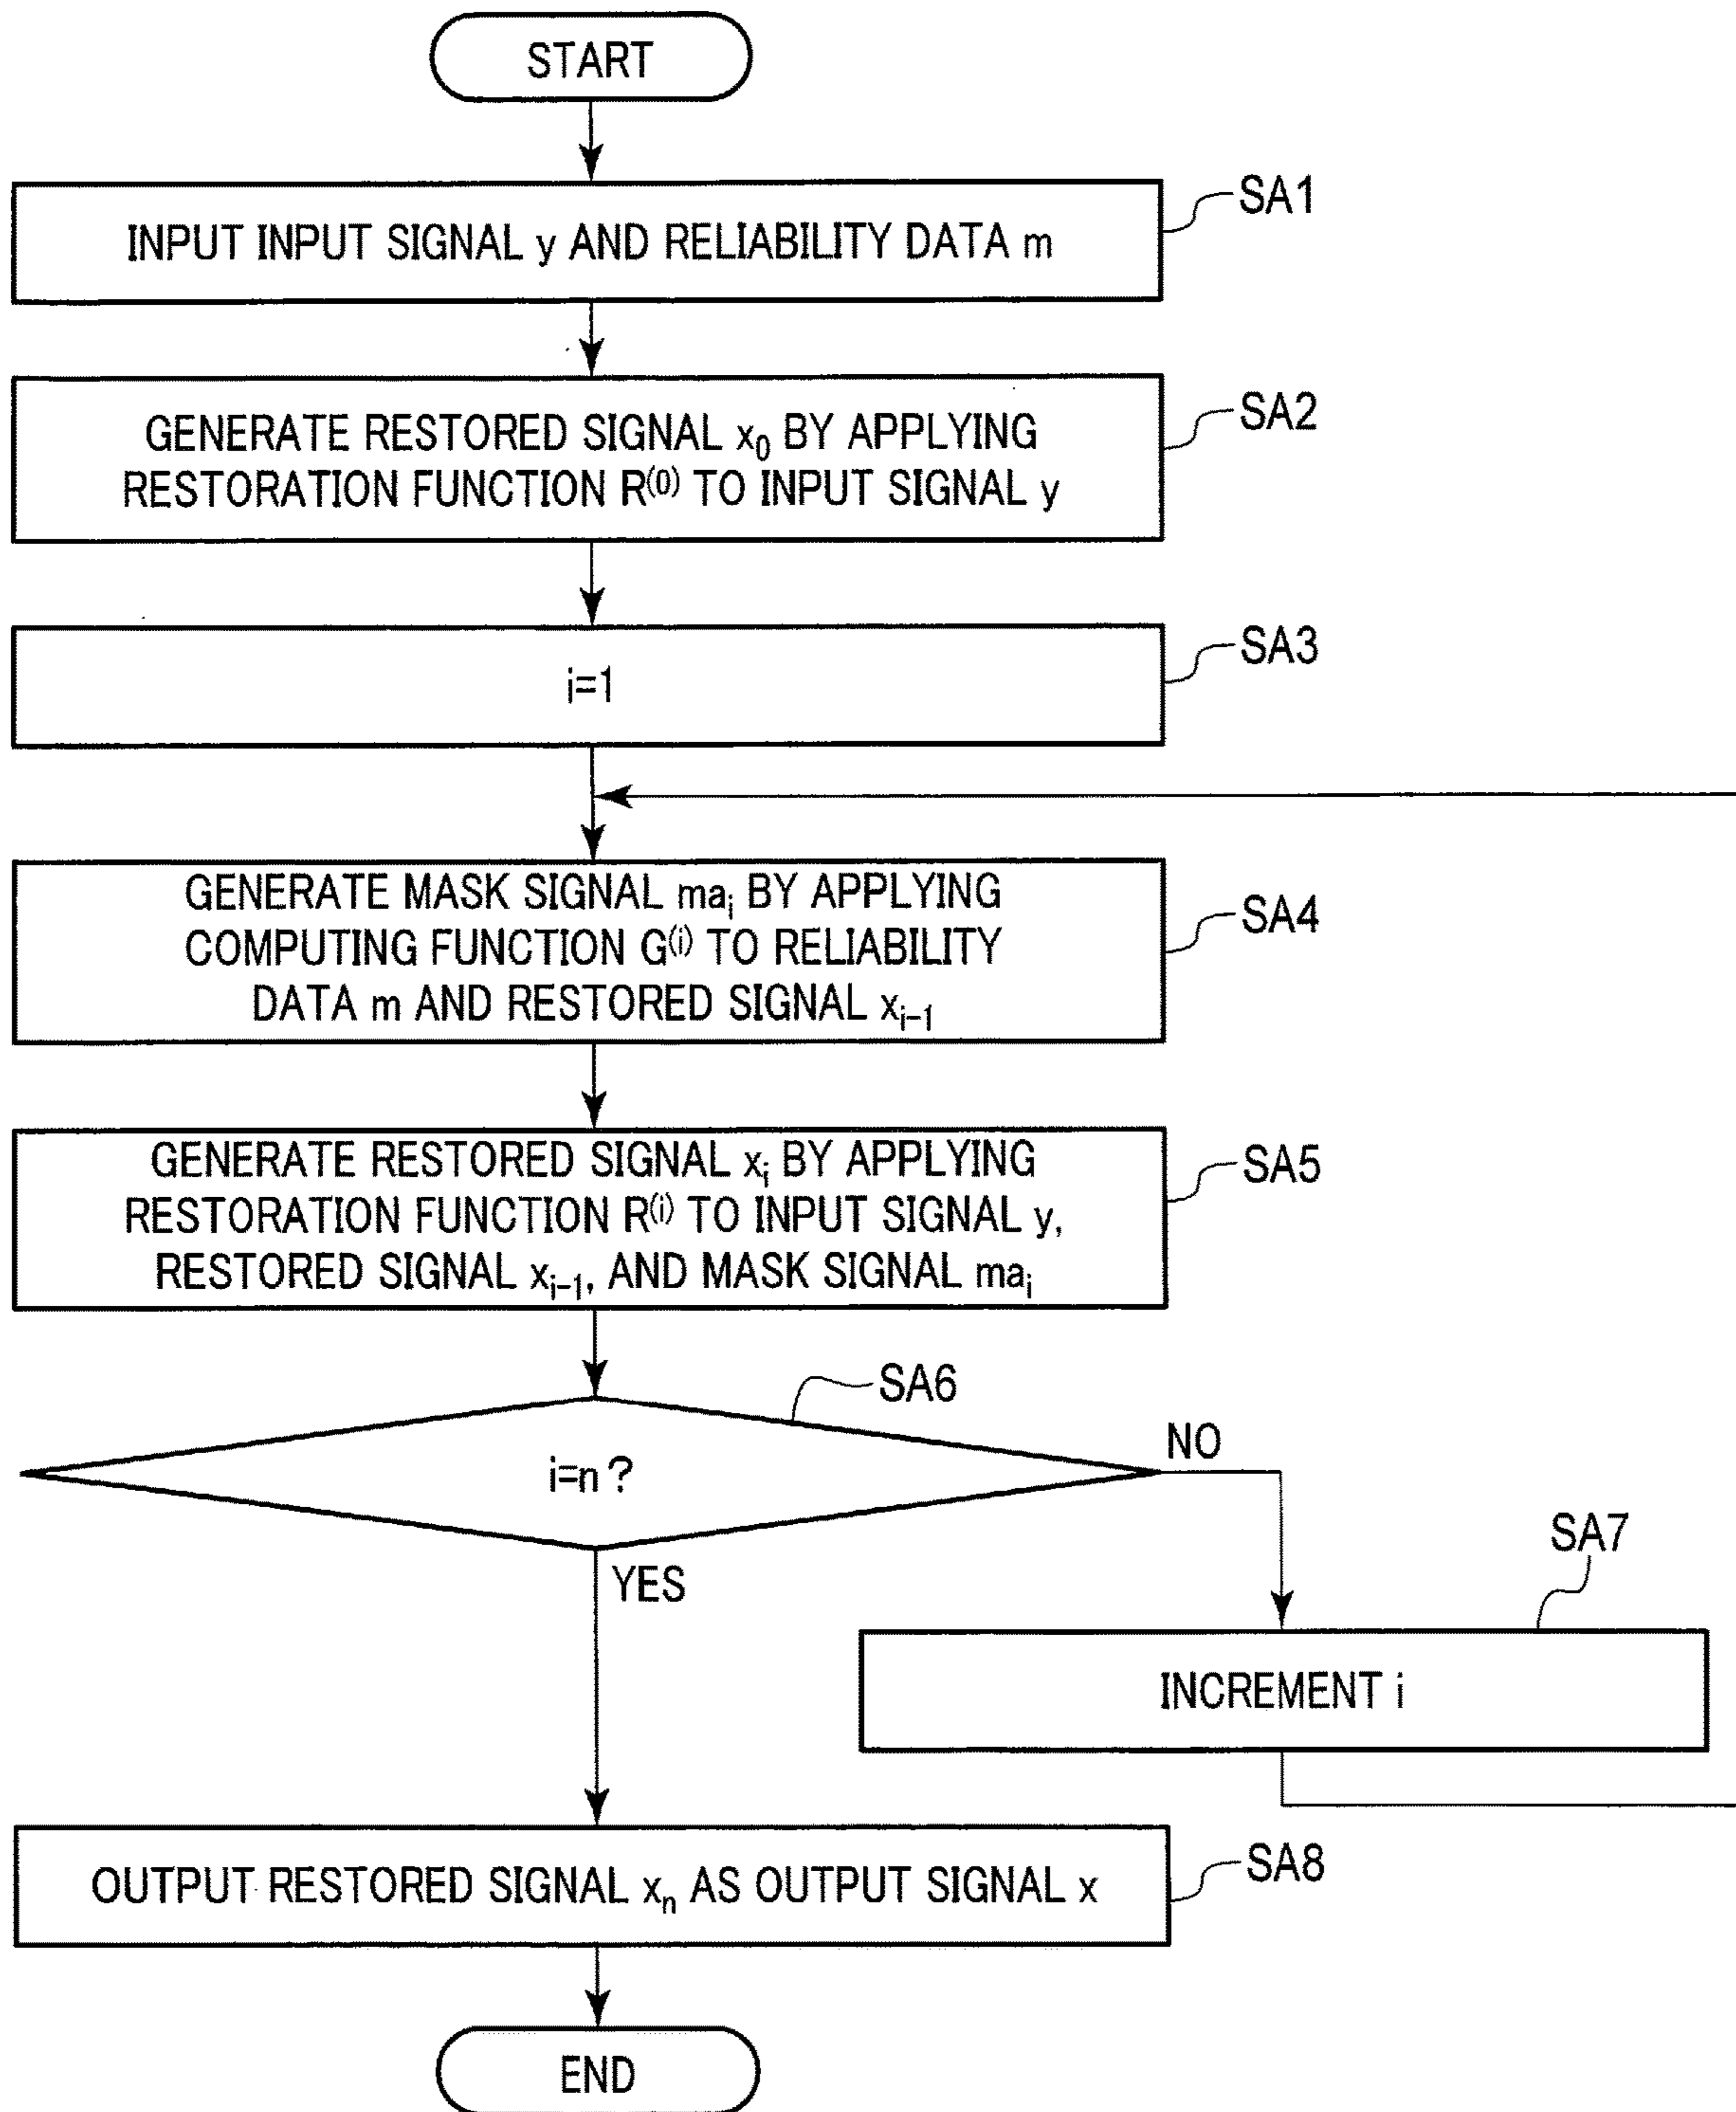 START
SA1
INPUT INPUT SIGNAL y AND RELIABILITY DATA m
SA2
GENERATE RESTORED SIGNAL x₀ BY APPLYING
RESTORATION FUNCTION R⁽⁰⁾ TO INPUT SIGNAL y
SA3
i=1
SA4
GENERATE MASK SIGNAL maᵢ BY APPLYING
COMPUTING FUNCTION G⁽ⁱ⁾ TO RELIABILITY
DATA m AND RESTORED SIGNAL xᵢ₋₁
SA5
GENERATE RESTORED SIGNAL xᵢ BY APPLYING
RESTORATION FUNCTION R⁽ⁱ⁾ TO INPUT SIGNAL y,
RESTORED SIGNAL xᵢ₋₁, AND MASK SIGNAL maᵢ
SA6
i=n ?
NO
YES
SA7
INCREMENT i
SA8
OUTPUT RESTORED SIGNAL xₙ AS OUTPUT SIGNAL x
END